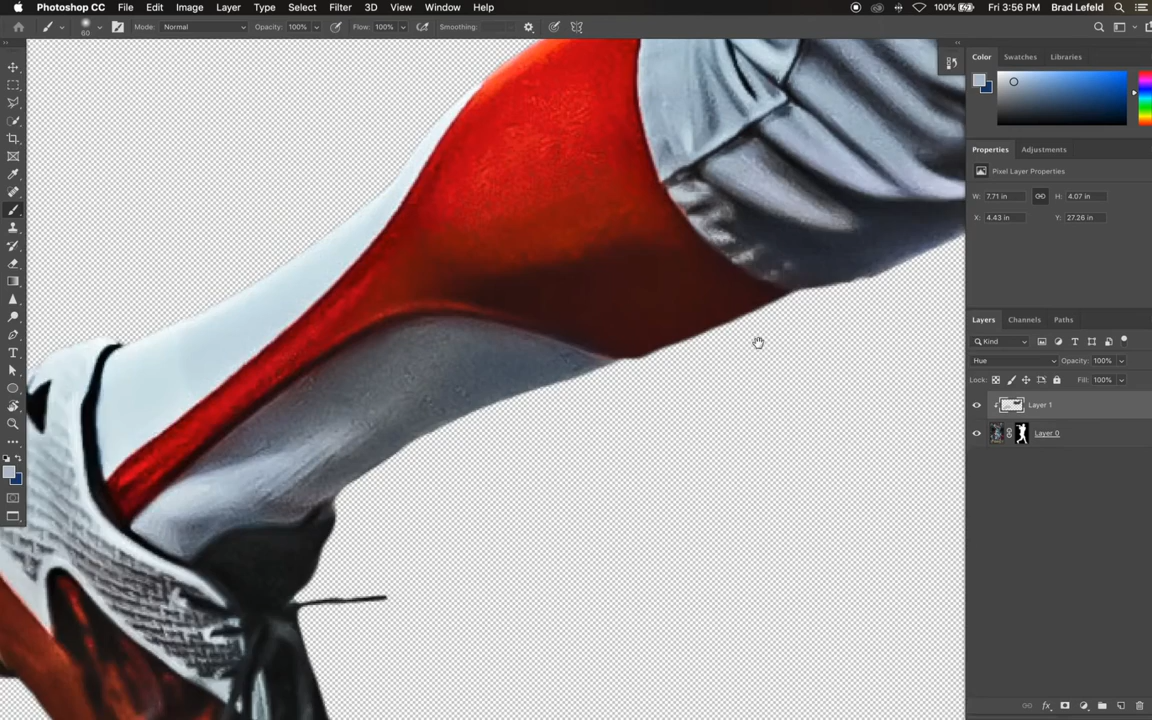 Photoshop CC File Edit Image Layer Type Select Filter 3D View Window Help 100% Fri 3:56 PM Brad Lefeld
60 Mode: Normal Opacity: 100% Flow: 100% Smoothing:
Color Swatches Libraries
Properties Adjustments
Pixel Layer Properties
W: 7.71 in H: 4.07 in
X: 4.43 in Y: 27.26 in
Layers Channels Paths
Kind
Hue Opacity: 100%
Lock: Fill: 100%
Layer 1
Layer 0
fx